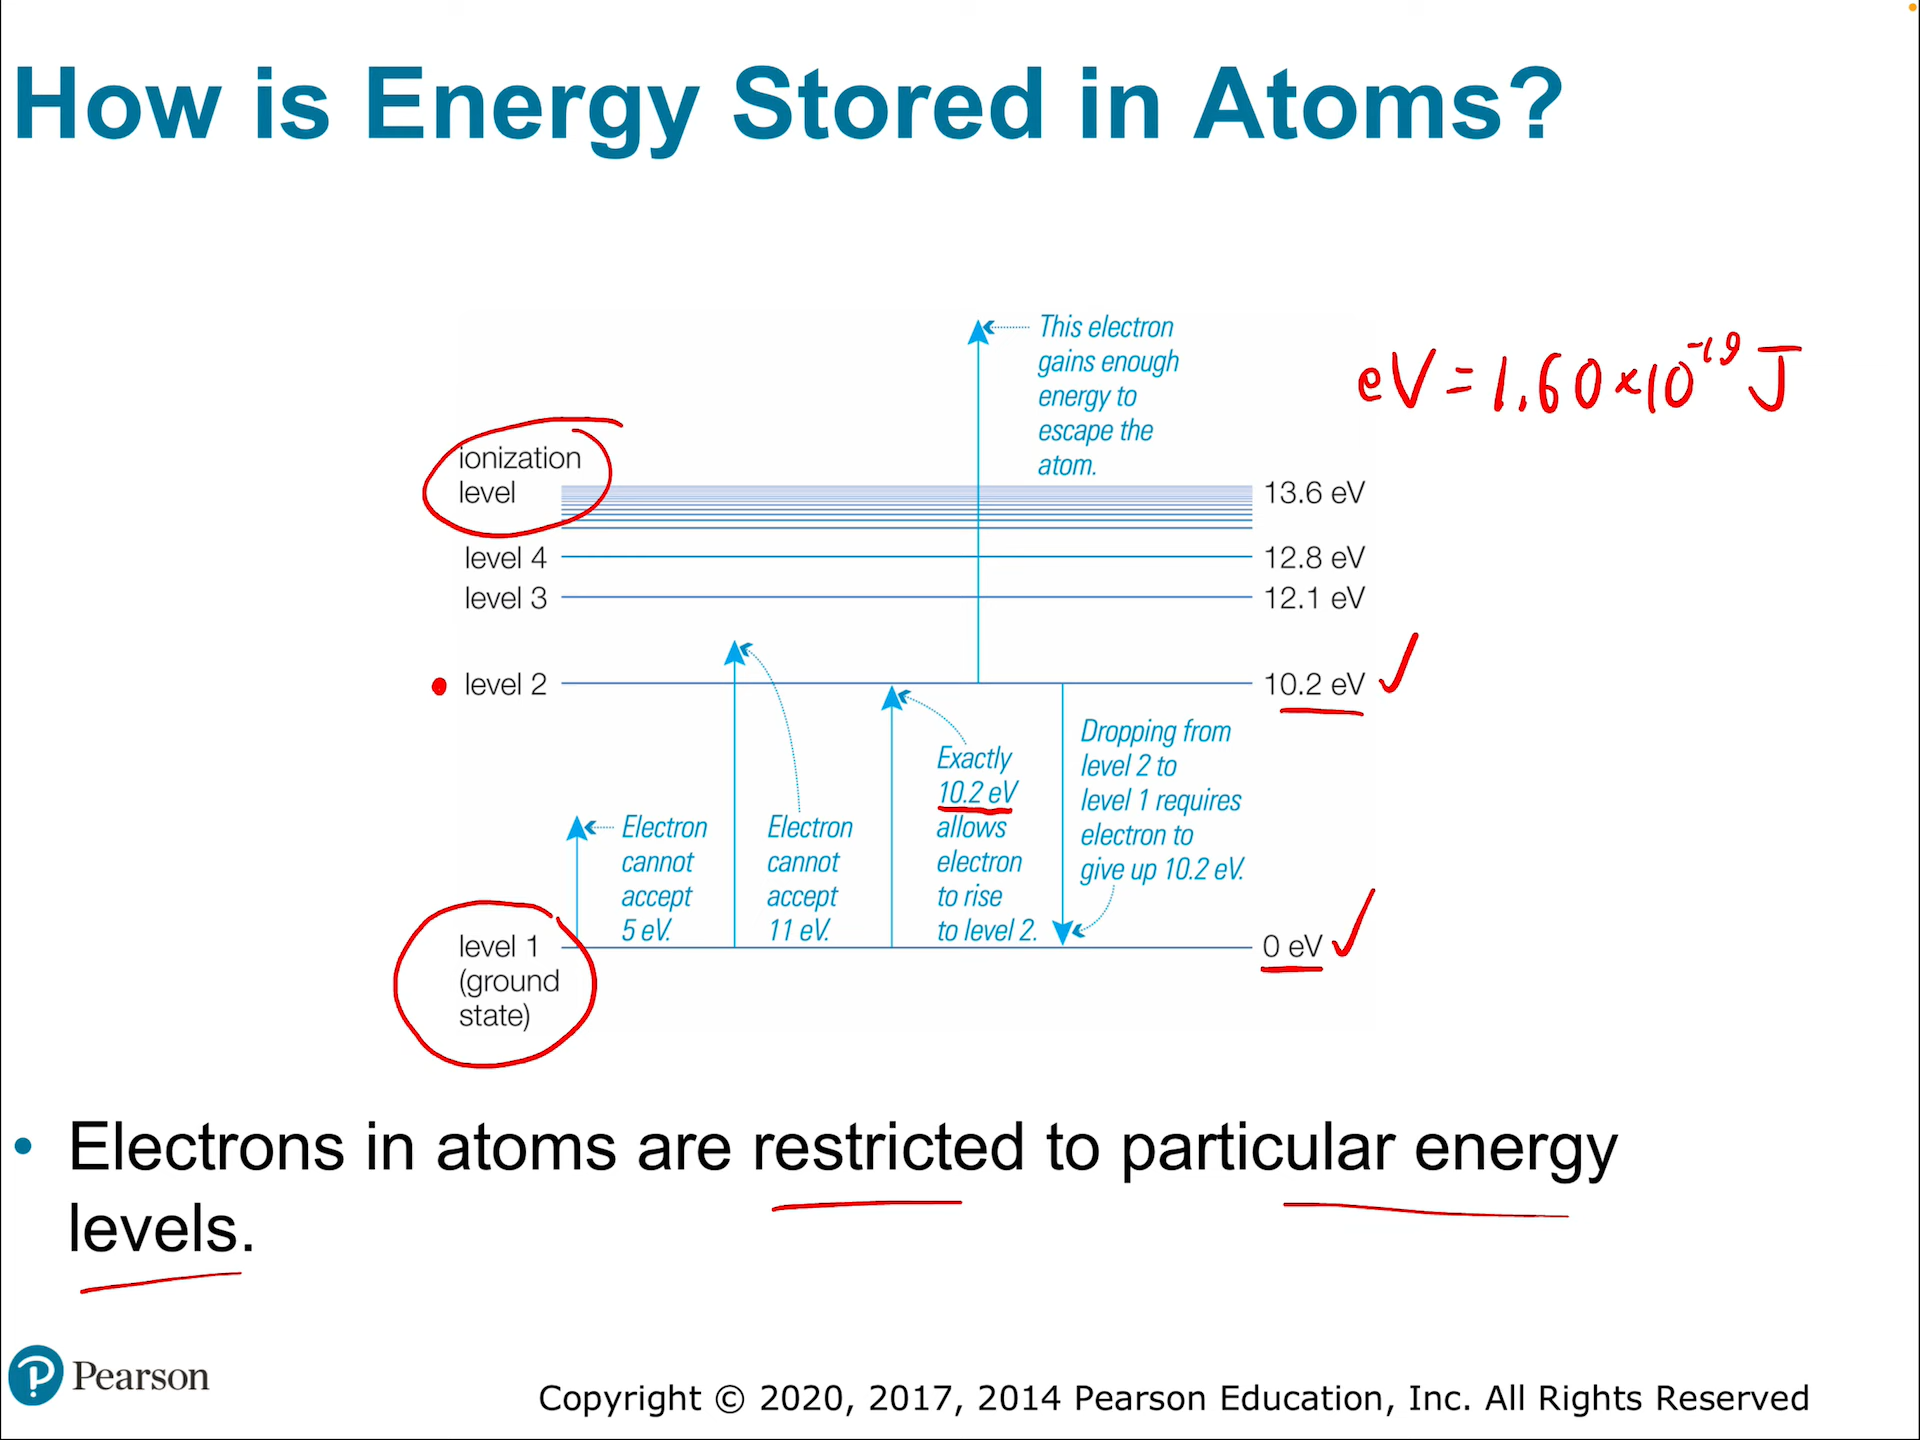 How is Energy Stored in Atoms?
This electron
gains enough
energy to
escape the
atom.
eV = 1.60×10⁻¹⁹ J
ionization
level
13.6 eV
level 4
12.8 eV
level 3
12.1 eV
level 2
10.2 eV
Electron
cannot
accept
5 eV.
Electron
cannot
accept
11 eV.
Exactly
10.2 eV
allows
electron
to rise
to level 2.
Dropping from
level 2 to
level 1 requires
electron to
give up 10.2 eV.
level 1
(ground
state)
0 eV
• Electrons in atoms are restricted to particular energy
levels.
P Pearson
Copyright © 2020, 2017, 2014 Pearson Education, Inc. All Rights Reserved